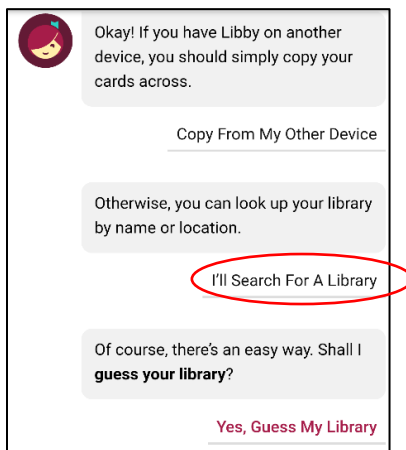 Okay! If you have Libby on another
device, you should simply copy your
cards across.
Copy From My Other Device
Otherwise, you can look up your library
by name or location.
I'll Search For A Library
Of course, there's an easy way. Shall I
guess your library?
Yes, Guess My Library